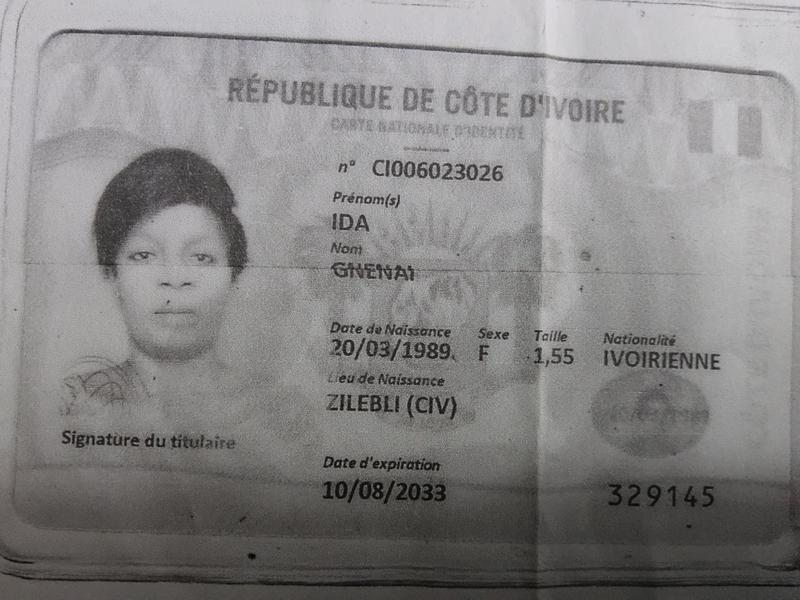 RÉPUBLIQUE DE CÔTE D'IVOIRE
CARTE NATIONALE D'IDENTITÉ
n° CI006023026
Prénom(s)
IDA
Nom
GNENAI
Date de Naissance Sexe Taille Nationalité
20/03/1989 F 1,55 IVOIRIENNE
Lieu de Naissance
ZILEBLI (CIV)
Signature du titulaire
Date d'expiration
10/08/2033
329145